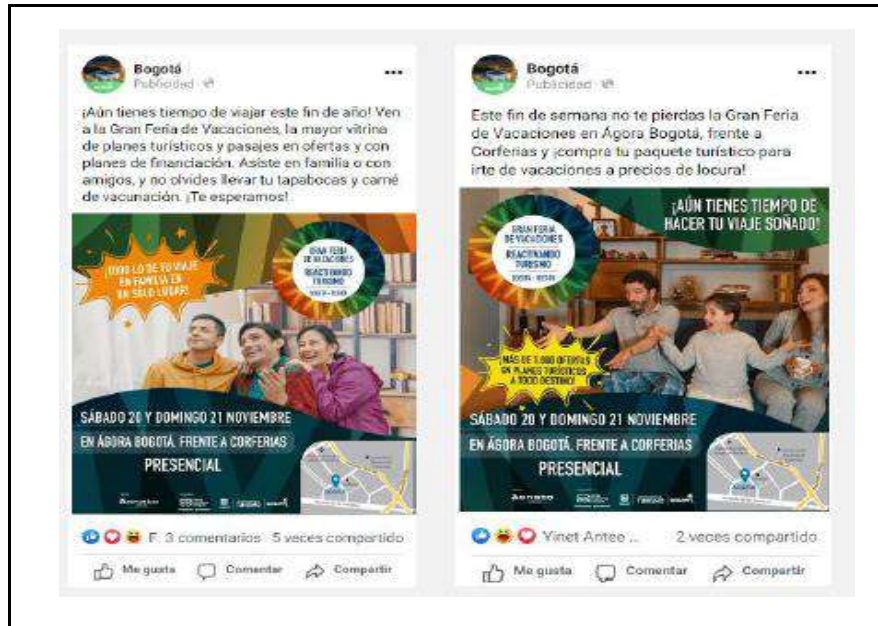 Bogotá
Publicidad
¡Aún tienes tiempo de viajar este fin de año! Ven
a la Gran Feria de Vacaciones, la mayor vitrina
de planes turísticos y pasajes en ofertas y con
planes de financiación. Asiste en familia o con
amigos, y no olvides llevar tu tapabocas y carné
de vacunación. ¡Te esperamos!
¡TODO LO DE TU VIAJE
EN FAMILIA EN
UN SOLO LUGAR!
GRAN FERIA
DE VACACIONES
REACTIVANDO
TURISMO
BOGOTÁ - REGIÓN
SÁBADO 20 Y DOMINGO 21 NOVIEMBRE
EN ÁGORA BOGOTÁ, FRENTE A CORFERIAS
PRESENCIAL
F. 3 comentarios 5 veces compartido
Me gusta Comentar Compartir
Bogotá
Publicidad
Este fin de semana no te pierdas la Gran Feria
de Vacaciones en Ágora Bogotá, frente a
Corferias y ¡compra tu paquete turístico para
irte de vacaciones a precios de locura!
¡AÚN TIENES TIEMPO DE
HACER TU VIAJE SOÑADO!
GRAN FERIA
DE VACACIONES
REACTIVANDO
TURISMO
BOGOTÁ - REGIÓN
¡MÁS DE 1.000 OFERTAS
EN PLANES TURÍSTICOS
A TODO DESTINO!
SÁBADO 20 Y DOMINGO 21 NOVIEMBRE
EN ÁGORA BOGOTÁ, FRENTE A CORFERIAS
PRESENCIAL
Yinet Antee ... 2 veces compartido
Me gusta Comentar Compartir